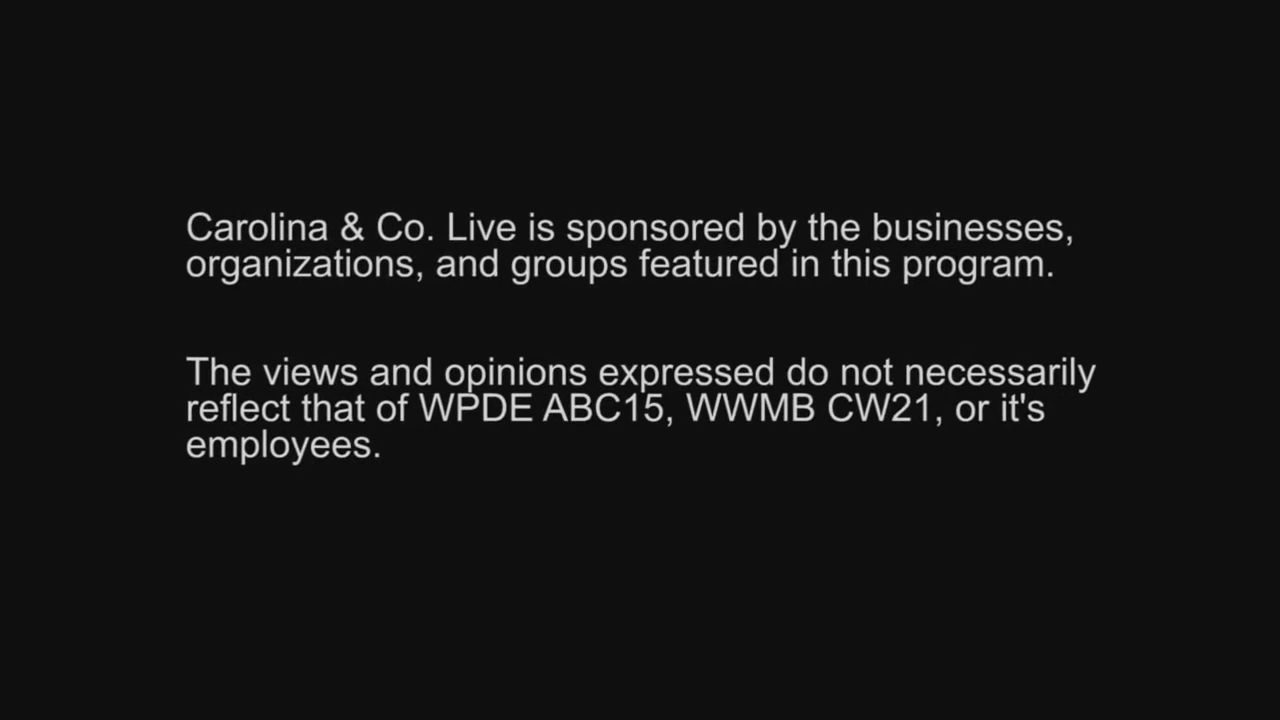 Carolina & Co. Live is sponsored by the businesses,
organizations, and groups featured in this program.
The views and opinions expressed do not necessarily
reflect that of WPDE ABC15, WWMB CW21, or it's
employees.